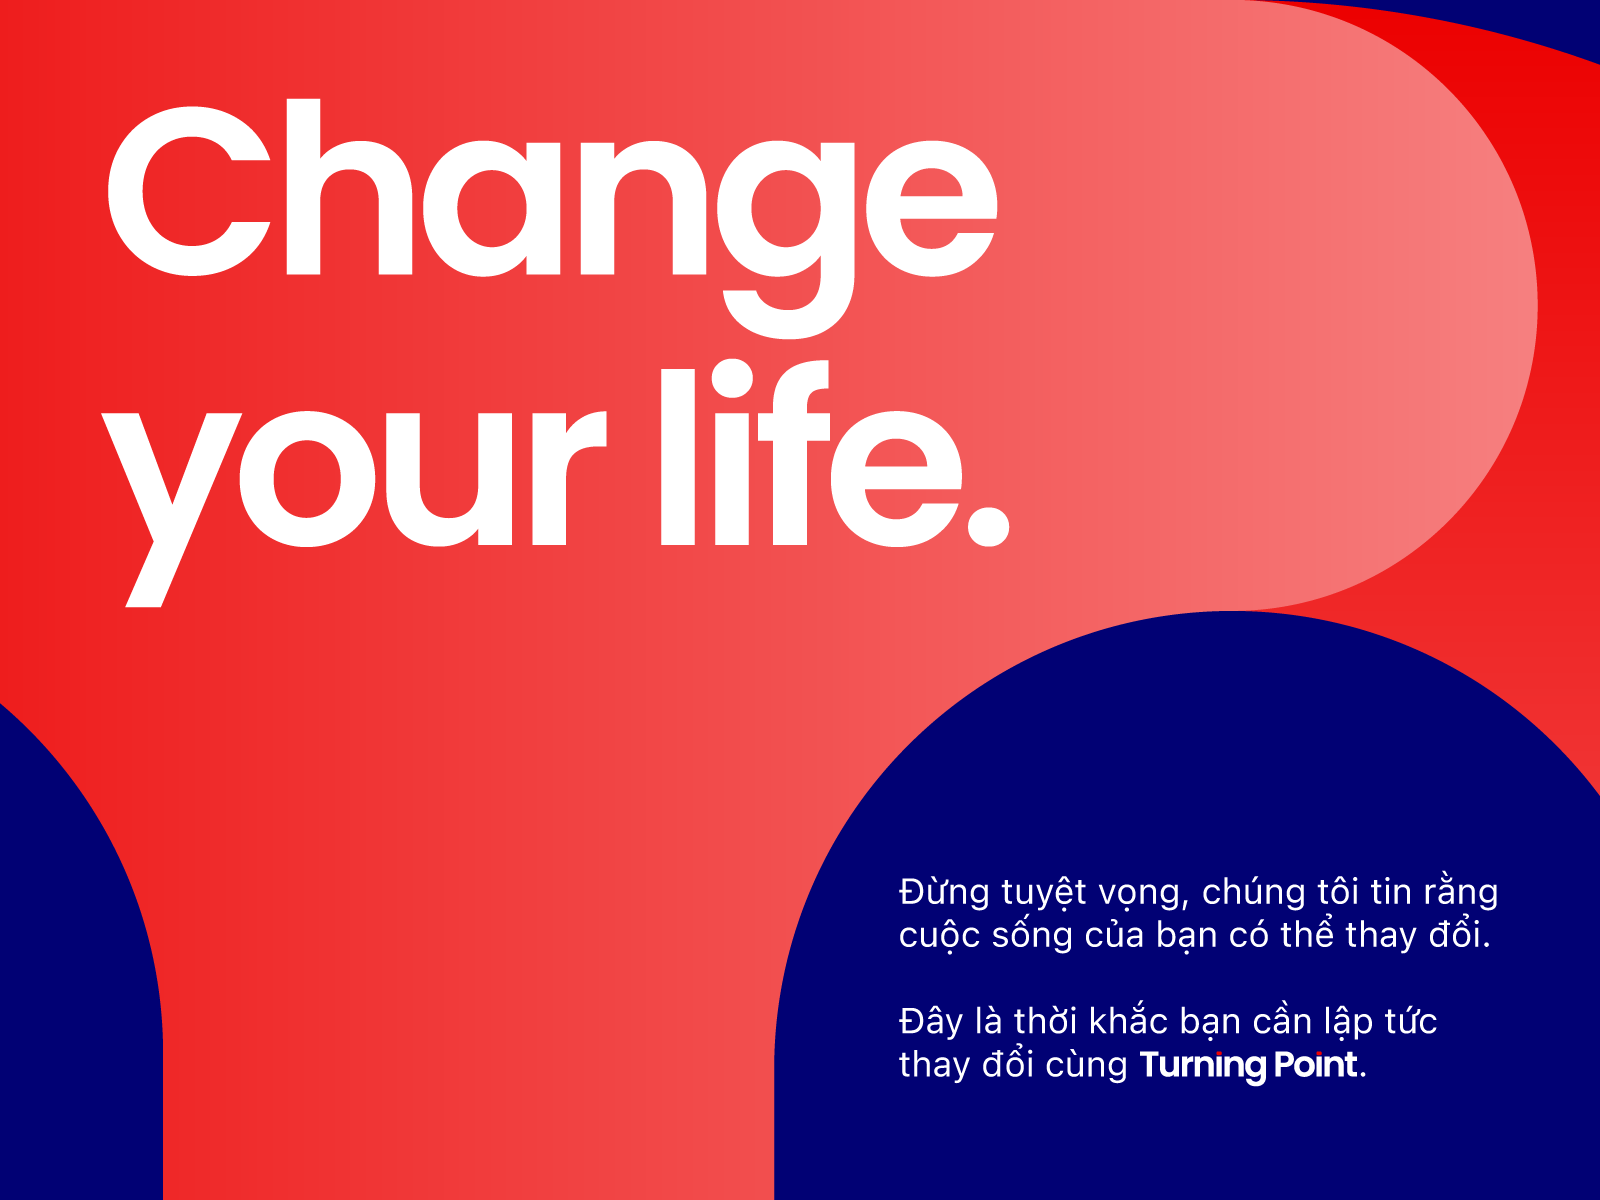 Change
your life.
Đừng tuyệt vọng, chúng tôi tin rằng
cuộc sống của bạn có thể thay đổi.
Đây là thời khắc bạn cần lập tức
thay đổi cùng Turning Point.